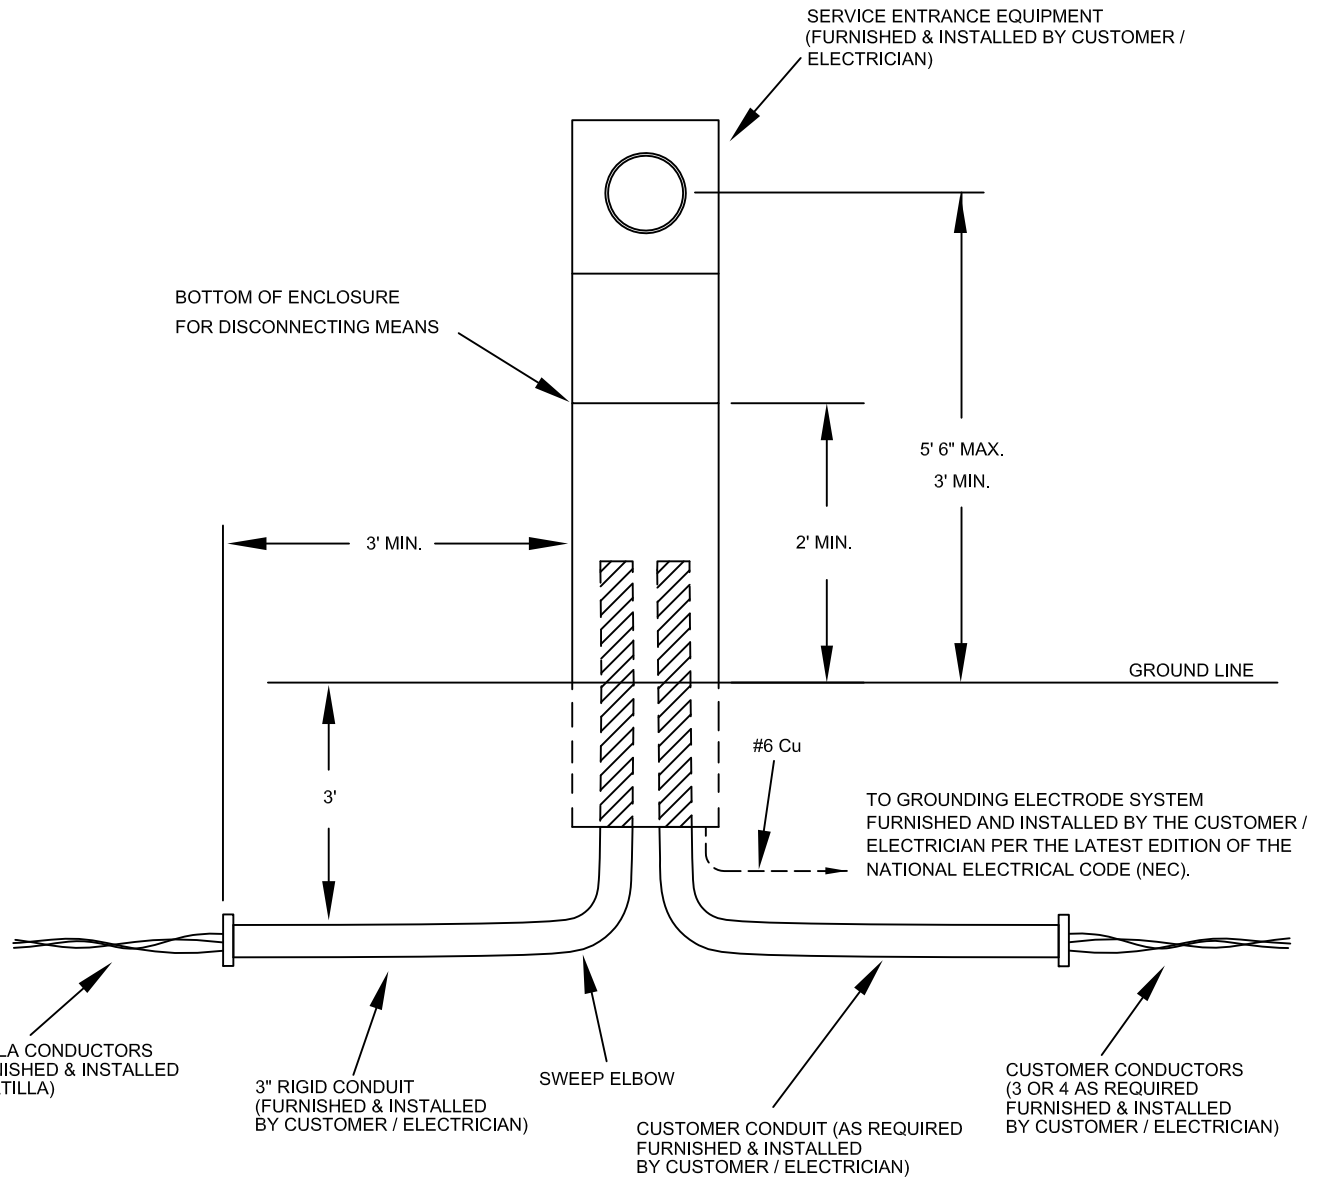 SERVICE ENTRANCE EQUIPMENT
(FURNISHED & INSTALLED BY CUSTOMER /
ELECTRICIAN)
BOTTOM OF ENCLOSURE
FOR DISCONNECTING MEANS
5' 6" MAX.
3' MIN.
3' MIN.
2' MIN.
GROUND LINE
#6 Cu
3'
TO GROUNDING ELECTRODE SYSTEM
FURNISHED AND INSTALLED BY THE CUSTOMER /
ELECTRICIAN PER THE LATEST EDITION OF THE
NATIONAL ELECTRICAL CODE (NEC).
LA CONDUCTORS
NISHED & INSTALLED
TILLA)
3" RIGID CONDUIT
(FURNISHED & INSTALLED
BY CUSTOMER / ELECTRICIAN)
SWEEP ELBOW
CUSTOMER CONDUIT (AS REQUIRED
FURNISHED & INSTALLED
BY CUSTOMER / ELECTRICIAN)
CUSTOMER CONDUCTORS
(3 OR 4 AS REQUIRED
FURNISHED & INSTALLED
BY CUSTOMER / ELECTRICIAN)